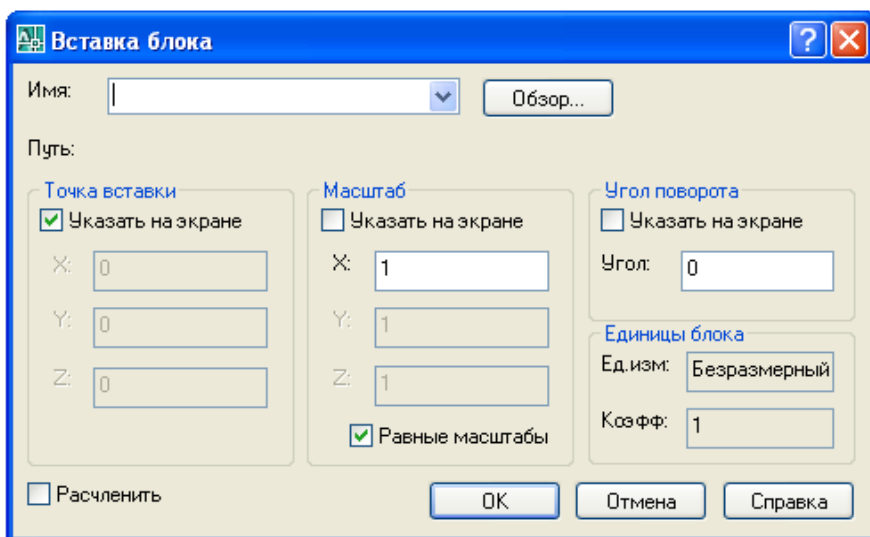 Вставка блока
Имя:
Обзор...
Путь:
Точка вставки
Указать на экране
X: 0
Y: 0
Z: 0
Масштаб
Указать на экране
X: 1
Y: 1
Z: 1
Равные масштабы
Угол поворота
Указать на экране
Угол: 0
Единицы блока
Ед.изм: Безразмерный
Коэфф: 1
Расчленить
OK
Отмена
Справка